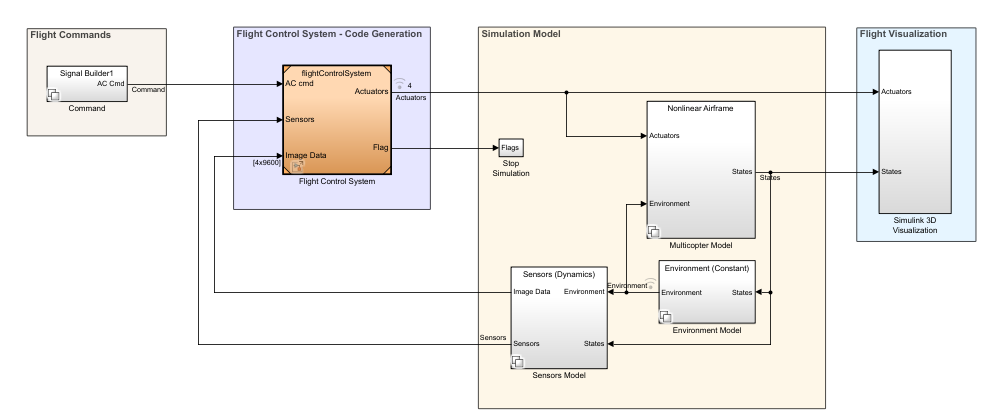 Flight Commands
Signal Builder1
AC Cmd
Command
Command
Flight Control System - Code Generation
flightControlSystem
AC cmd
Actuators
4
Actuators
Sensors
Flag
Image Data
[4x9600]
Flight Control System
Simulation Model
Flags
Stop
Simulation
Nonlinear Airframe
Actuators
States
States
Environment
Multicopter Model
Sensors (Dynamics)
Image Data
Environment
Environment
Sensors
Sensors
States
Sensors Model
Environment (Constant)
Environment
States
Environment Model
Flight Visualization
Actuators
States
Simulink 3D
Visualization